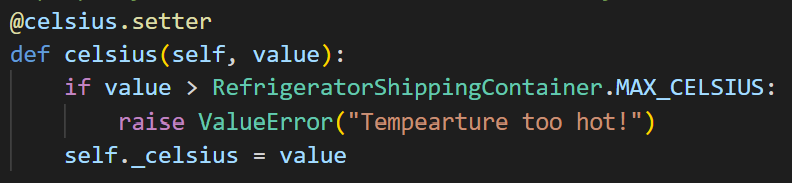 @celsius.setter
def celsius(self, value):
    if value > RefrigeratorShippingContainer.MAX_CELSIUS:
        raise ValueError("Tempearture too hot!")
    self._celsius = value